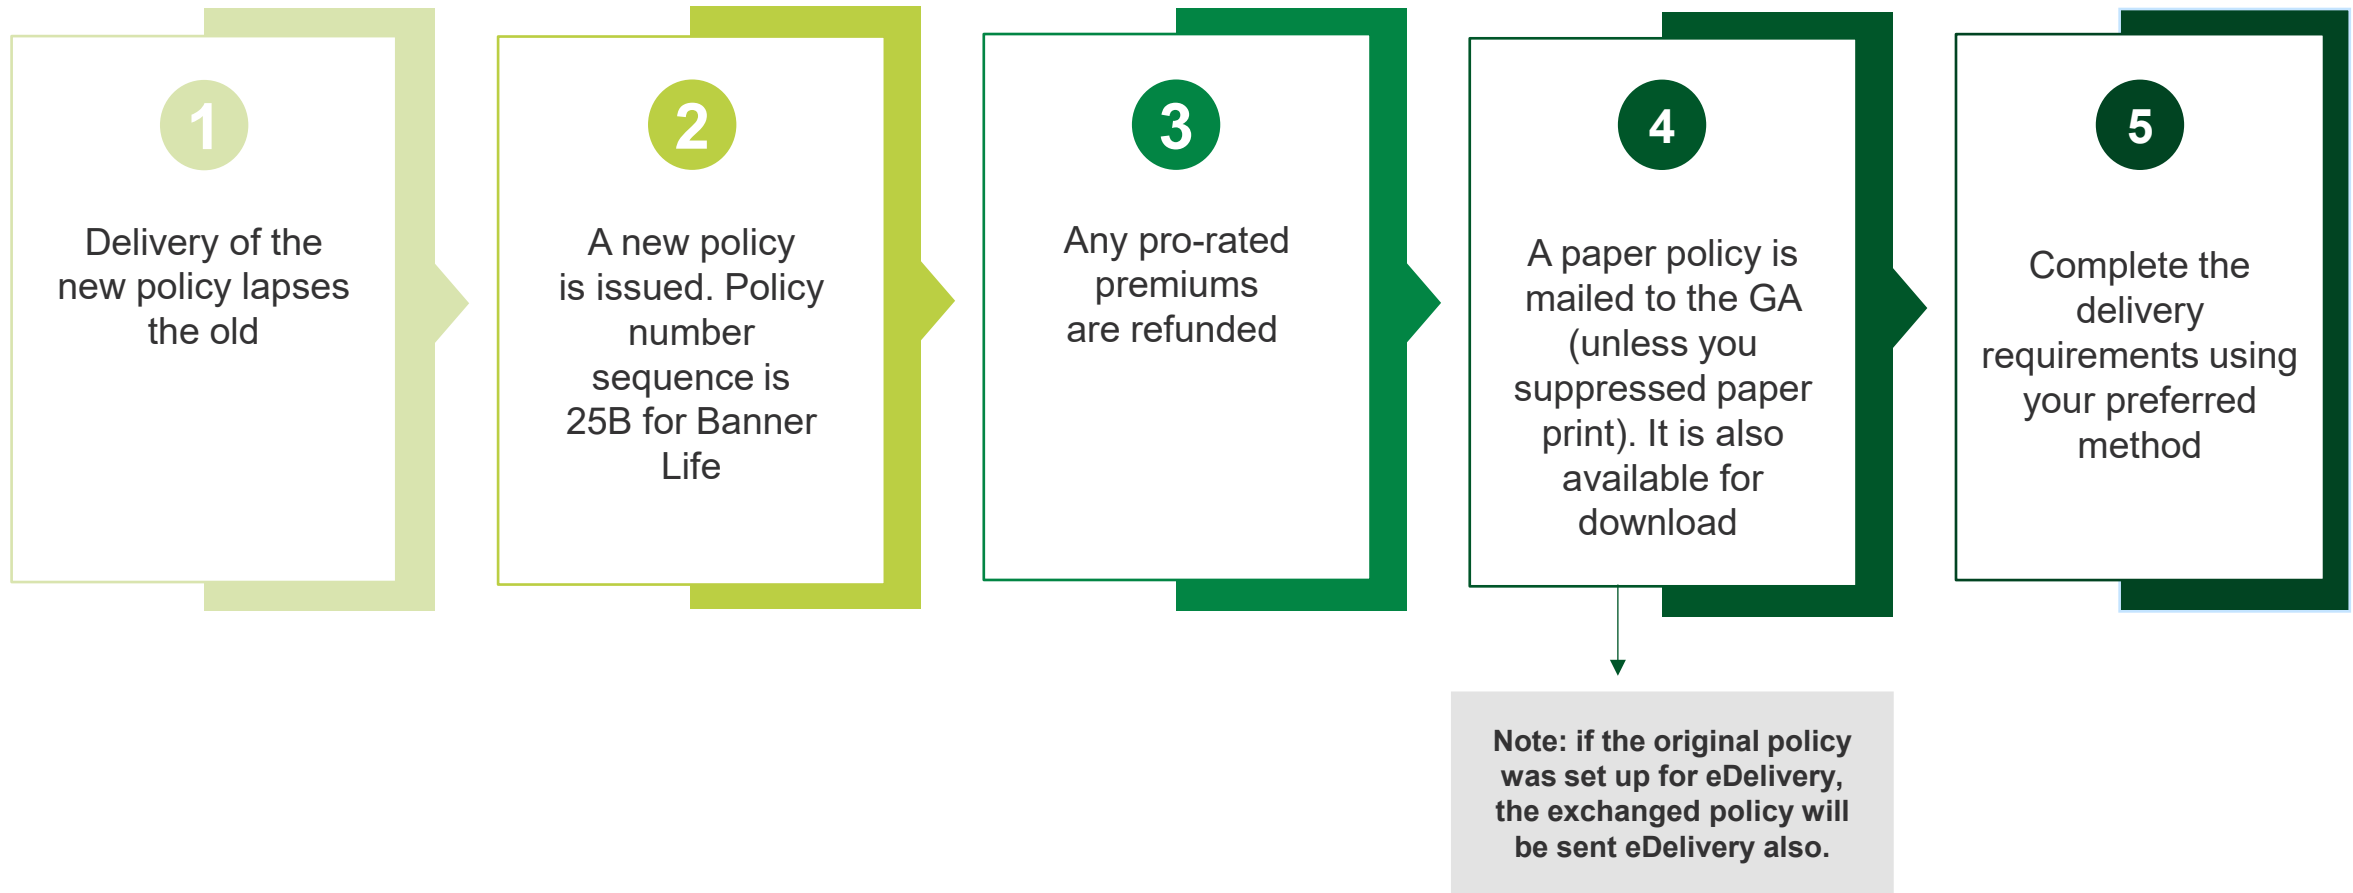 1
Delivery of the
new policy lapses
the old
2
A new policy
is issued. Policy
number
sequence is
25B for Banner
Life
3
Any pro-rated
premiums
are refunded
4
A paper policy is
mailed to the GA
(unless you
suppressed paper
print). It is also
available for
download
5
Complete the
delivery
requirements using
your preferred
method
Note: if the original policy
was set up for eDelivery,
the exchanged policy will
be sent eDelivery also.